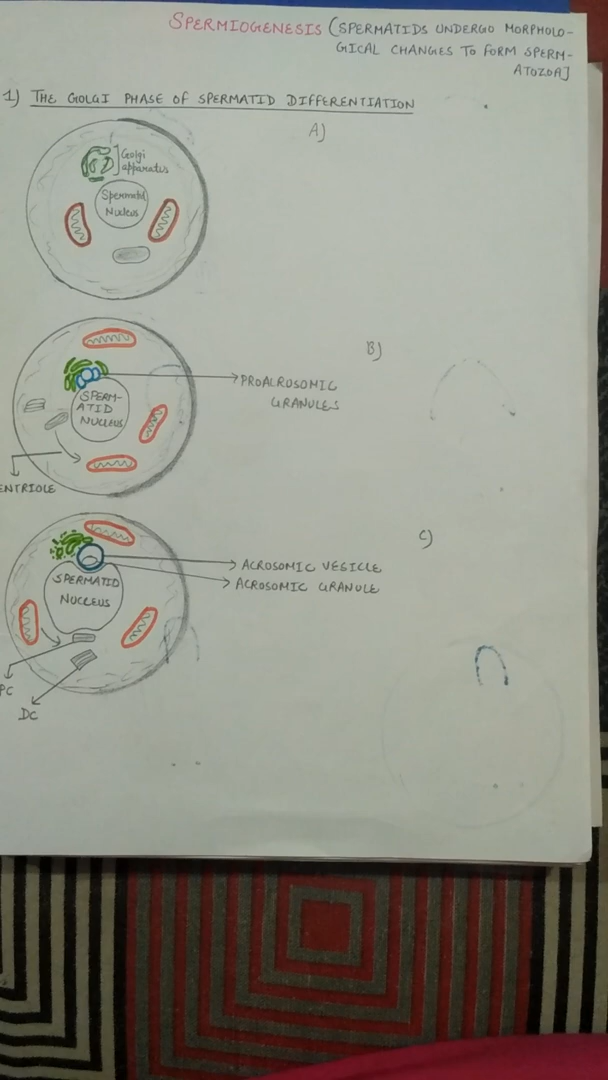 SPERMIOGENESIS (SPERMATIDS UNDERGO MORPHOLO-
GICAL CHANGES TO FORM SPERM-
ATOZOA]
1) THE GOLGI PHASE OF SPERMATID DIFFERENTIATION
A)
Golgi
apparatus
Spermatid
Nucleus
B)
PROACROSOMIC
GRANULES
SPERM-
ATID
NUCLEUS
ENTRIOLE
C)
ACROSOMIC VESICLE
ACROSOMIC GRANULE
SPERMATID
NUCLEUS
PC
DC